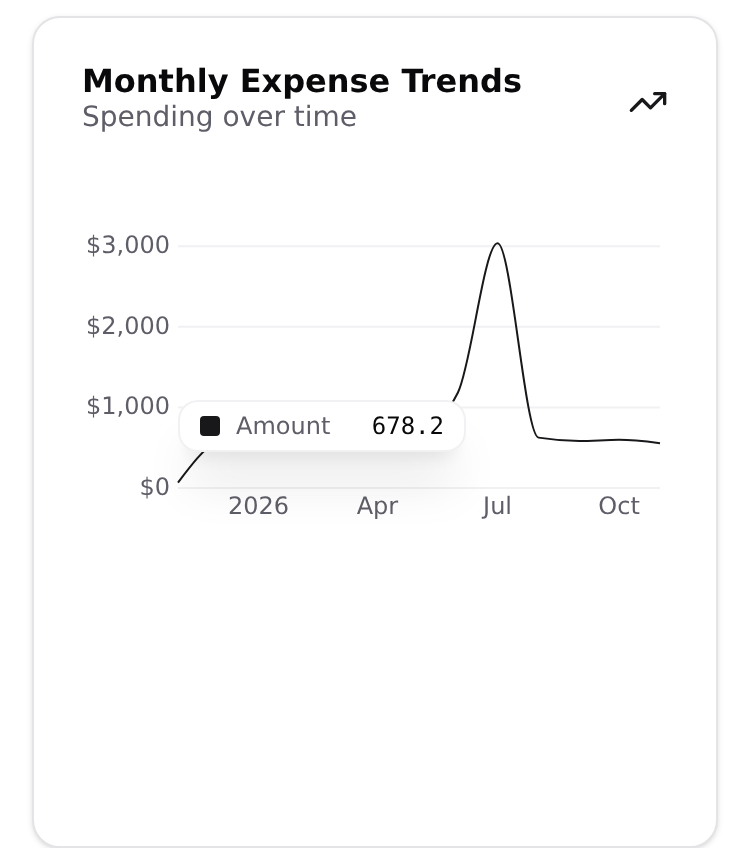 Monthly Expense Trends
Spending over time
$3,000
$2,000
$1,000
Amount 678.2
$0
2026 Apr Jul Oct